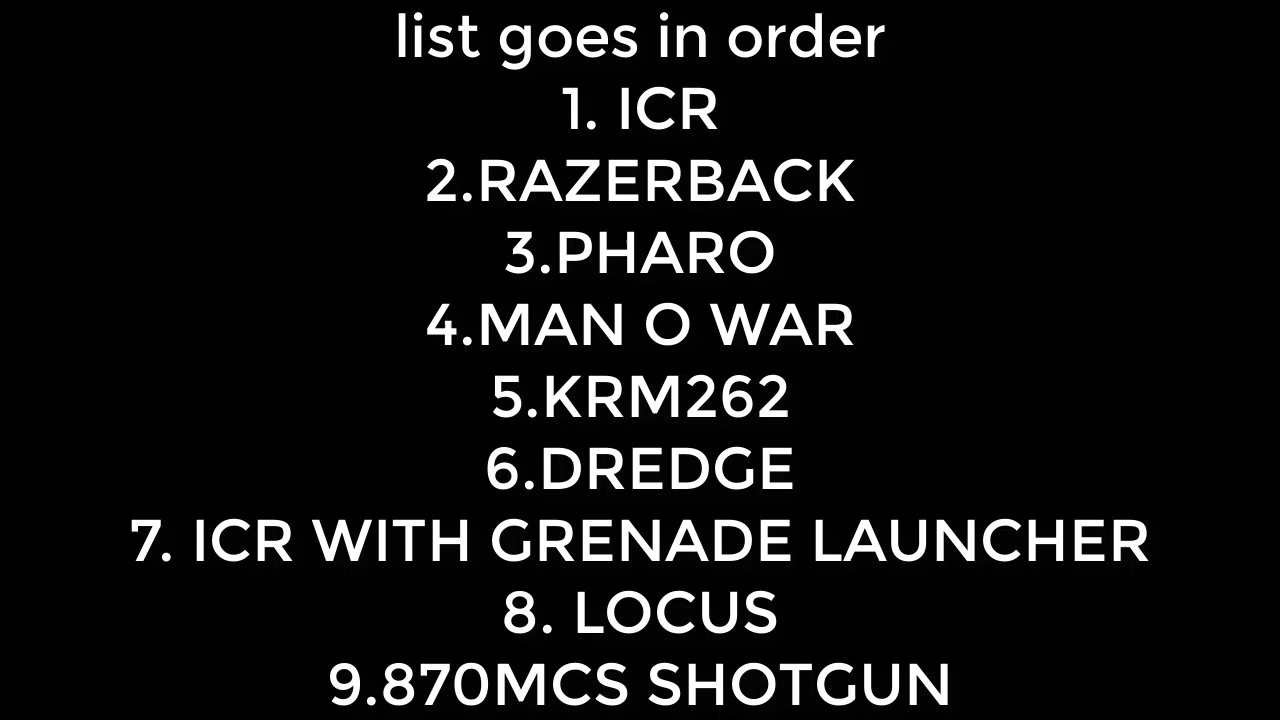 list goes in order
1. ICR
2.RAZERBACK
3.PHARO
4.MAN O WAR
5.KRM262
6.DREDGE
7. ICR WITH GRENADE LAUNCHER
8. LOCUS
9.870MCS SHOTGUN